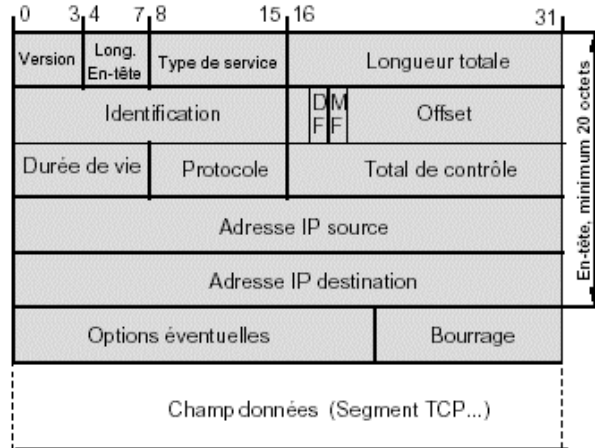 0 3 4 7 8 15 16 31
Version Long. En-tête Type de service Longueur totale
Identification DF MF Offset
Durée de vie Protocole Total de contrôle
Adresse IP source
Adresse IP destination
Options éventuelles Bourrage
Champ données (Segment TCP...)
En-tête, minimum 20 octets